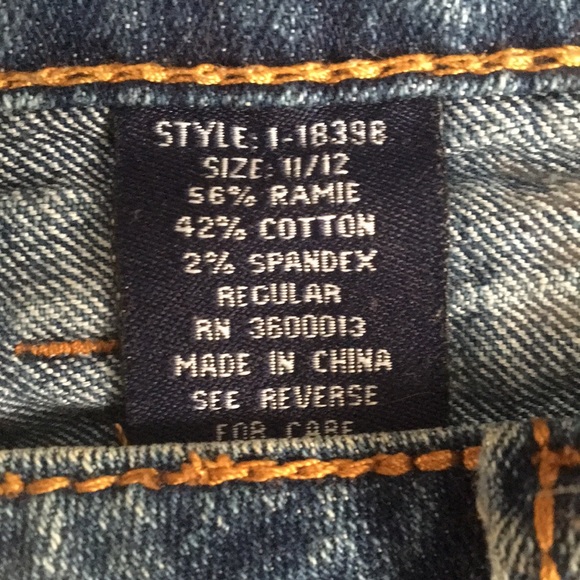 STYLE: 1-1839B
SIZE: 11/12
56% RAMIE
42% COTTON
2% SPANDEX
REGULAR
RN 3600013
MADE IN CHINA
SEE REVERSE
FOR CARE